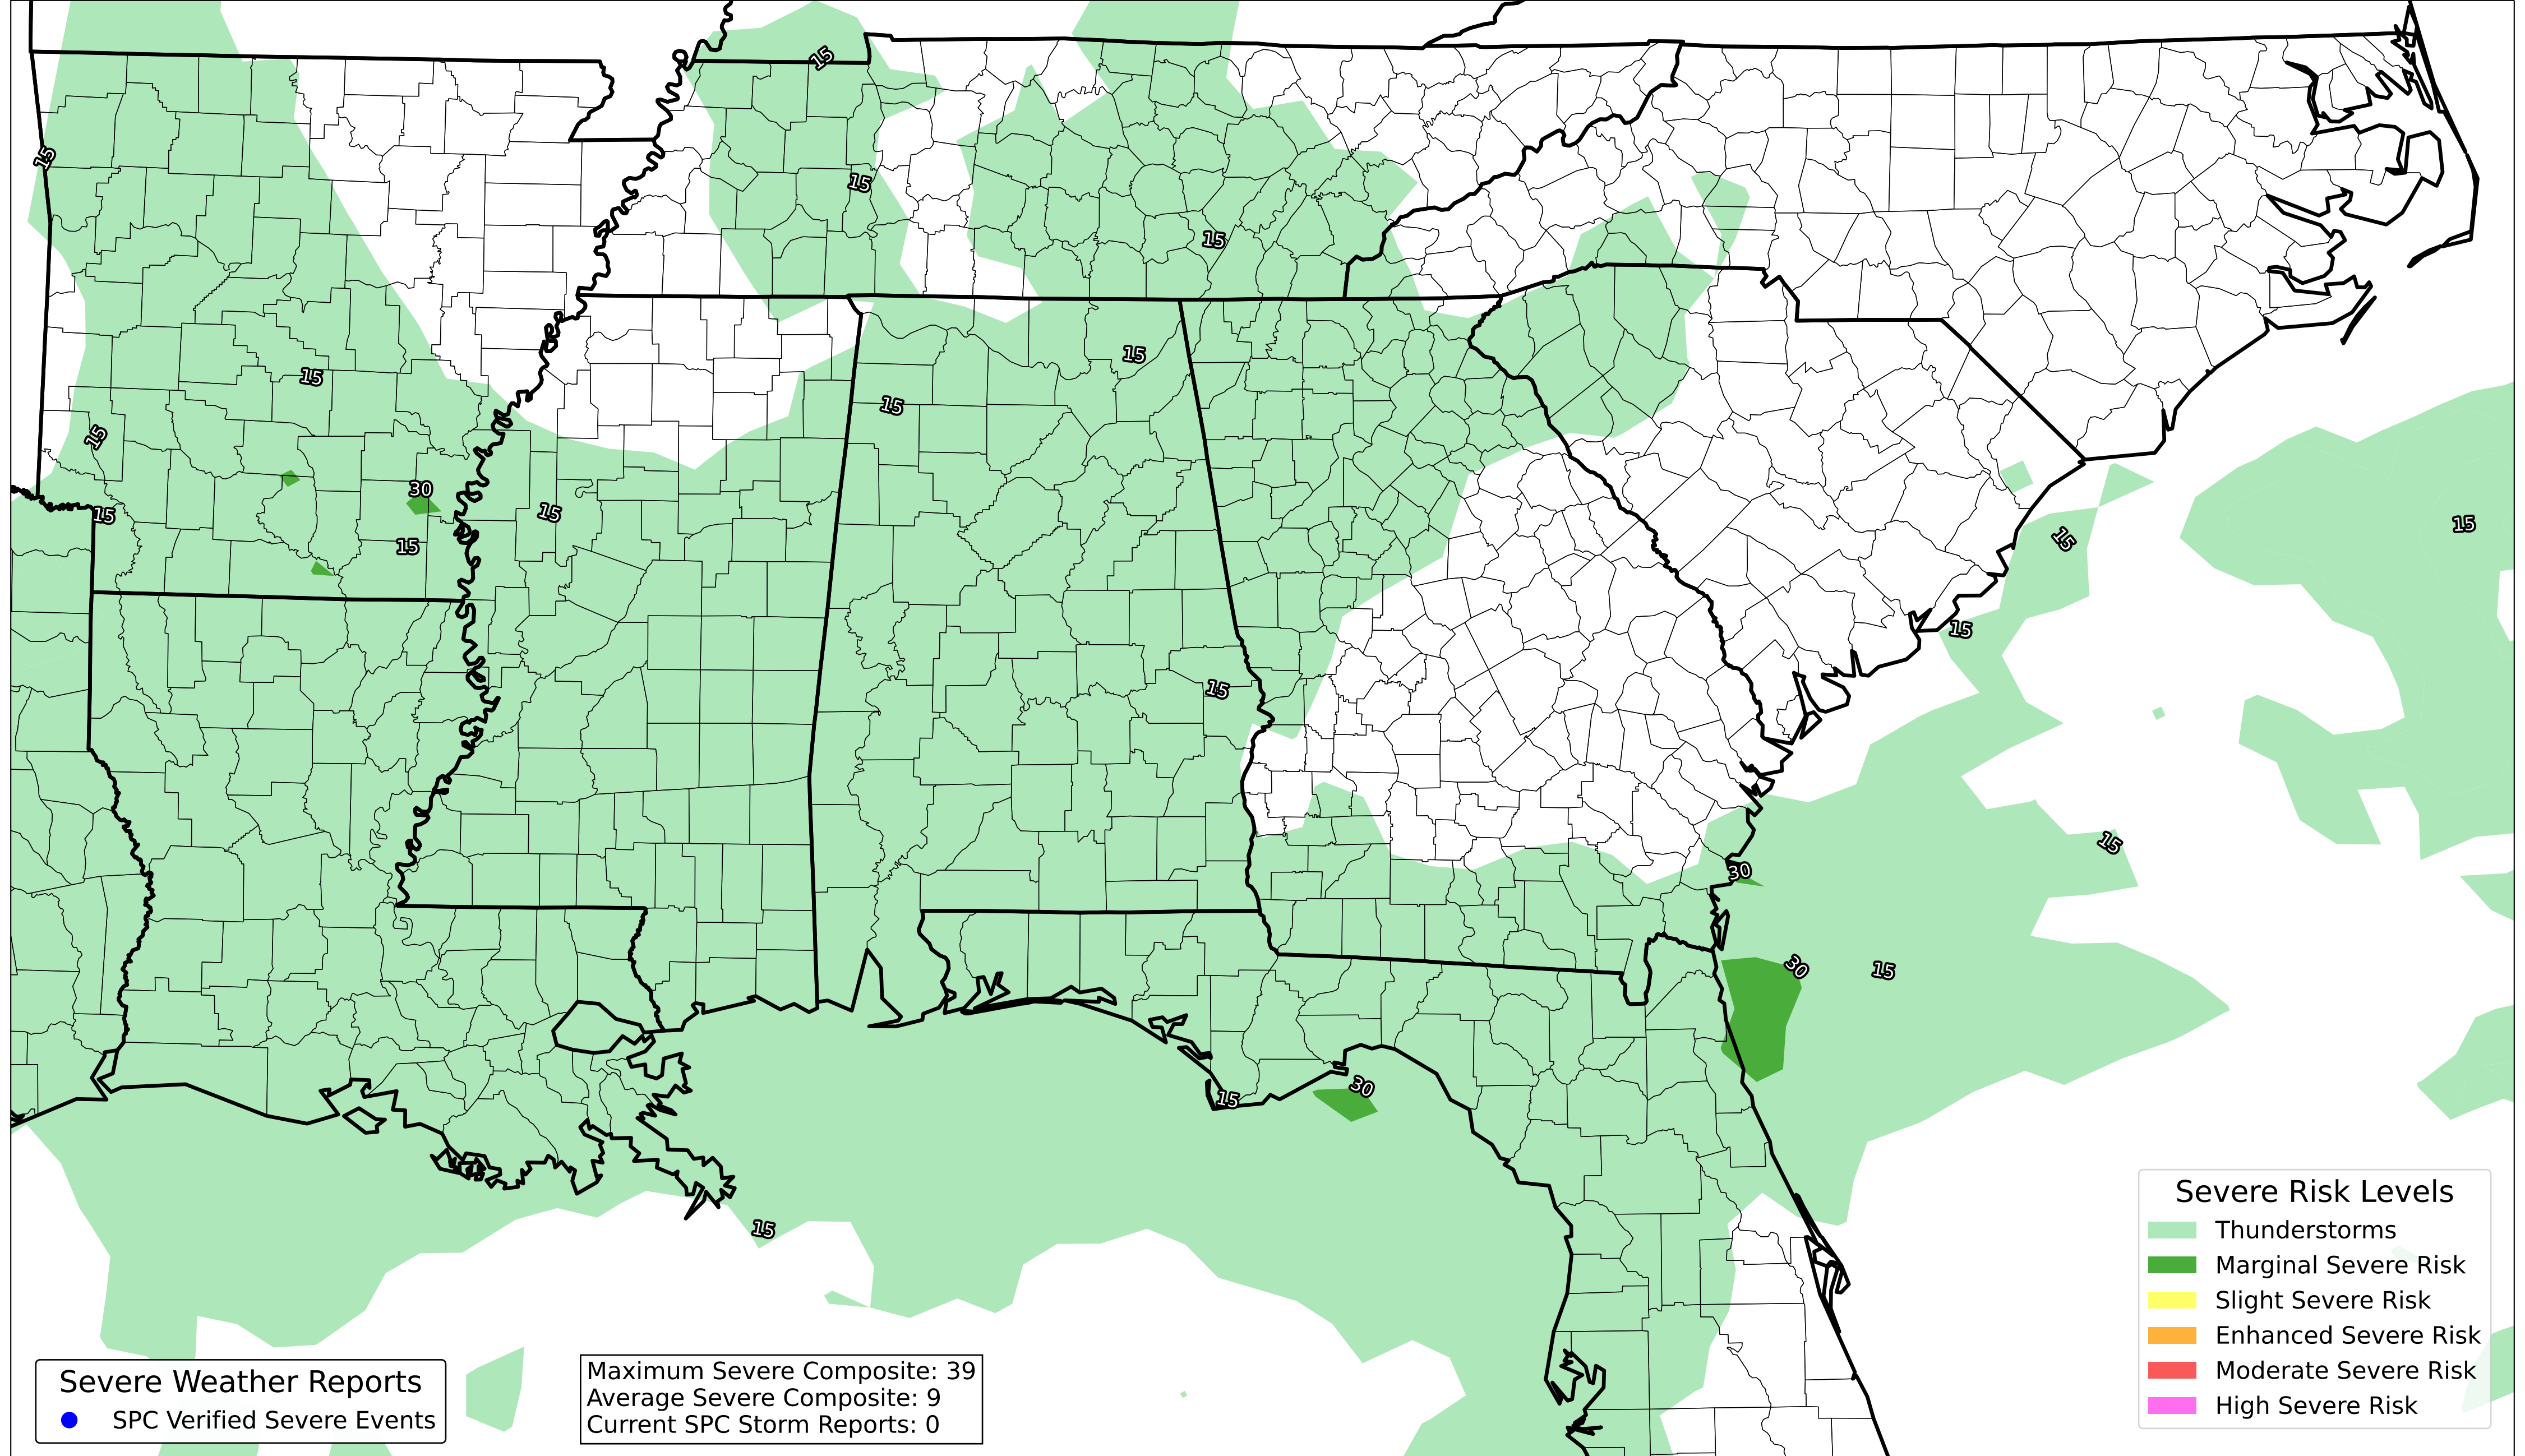 15
15
15
15
15
15
15
15
15
30
15
15
15
15
15
15
15
30
30
15
30
15
15
Severe Risk Levels
Thunderstorms
Marginal Severe Risk
Slight Severe Risk
Enhanced Severe Risk
Moderate Severe Risk
High Severe Risk
Severe Weather Reports
SPC Verified Severe Events
Maximum Severe Composite: 39
Average Severe Composite: 9
Current SPC Storm Reports: 0